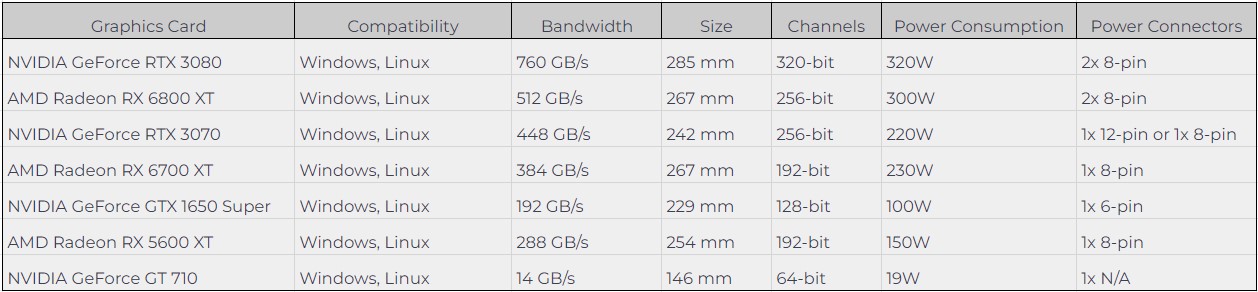 Graphics Card Compatibility Bandwidth Size Channels Power Consumption Power Connectors
NVIDIA GeForce RTX 3080 Windows, Linux 760 GB/s 285 mm 320-bit 320W 2x 8-pin
AMD Radeon RX 6800 XT Windows, Linux 512 GB/s 267 mm 256-bit 300W 2x 8-pin
NVIDIA GeForce RTX 3070 Windows, Linux 448 GB/s 242 mm 256-bit 220W 1x 12-pin or 1x 8-pin
AMD Radeon RX 6700 XT Windows, Linux 384 GB/s 267 mm 192-bit 230W 1x 8-pin
NVIDIA GeForce GTX 1650 Super Windows, Linux 192 GB/s 229 mm 128-bit 100W 1x 6-pin
AMD Radeon RX 5600 XT Windows, Linux 288 GB/s 254 mm 192-bit 150W 1x 8-pin
NVIDIA GeForce GT 710 Windows, Linux 14 GB/s 146 mm 64-bit 19W 1x N/A